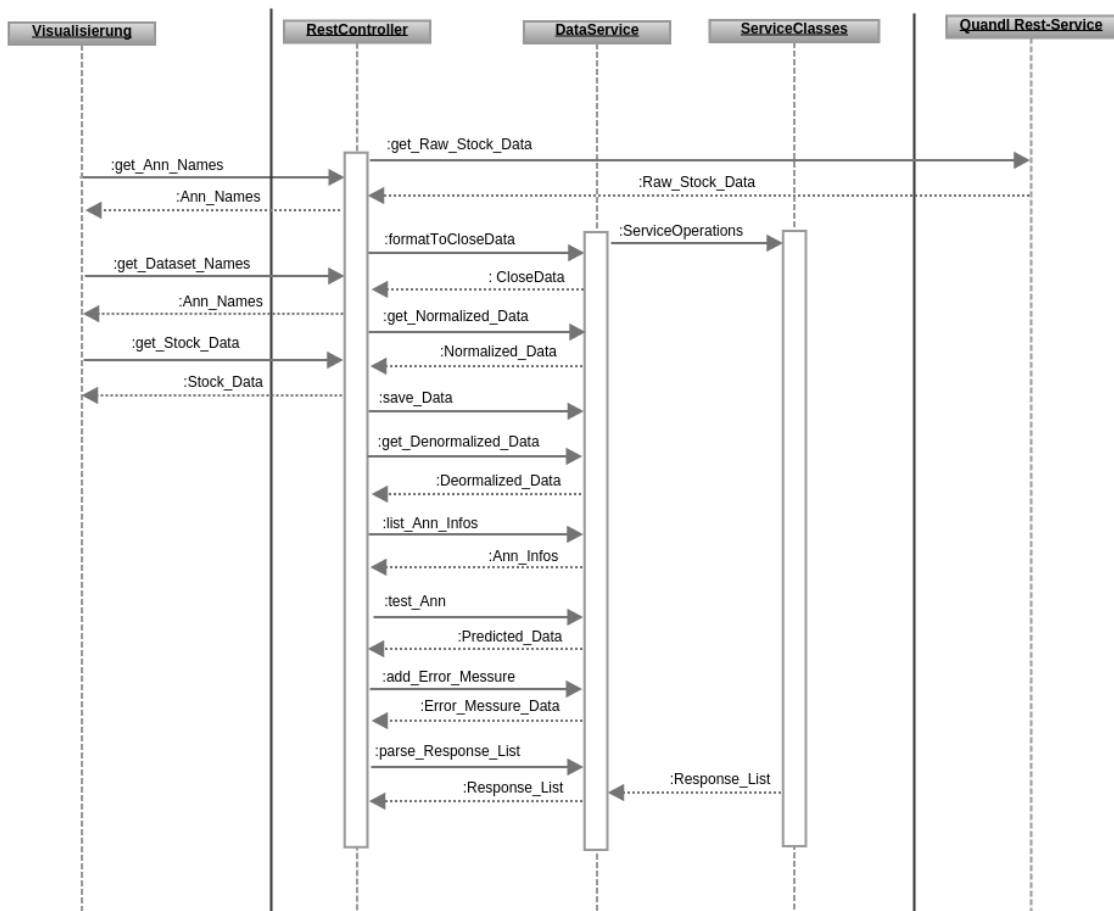 Visualisierung
RestController
DataService
ServiceClasses
Quandl Rest-Service
:get_Raw_Stock_Data
:get_Ann_Names
:Raw_Stock_Data
:Ann_Names
:ServiceOperations
:formatToCloseData
:get_Dataset_Names
: CloseData
:Ann_Names
:get_Normalized_Data
:get_Stock_Data
:Normalized_Data
:Stock_Data
:save_Data
:get_Denormalized_Data
:Deormalized_Data
:list_Ann_Infos
:Ann_Infos
:test_Ann
:Predicted_Data
:add_Error_Messure
:Error_Messure_Data
:parse_Response_List
:Response_List
:Response_List